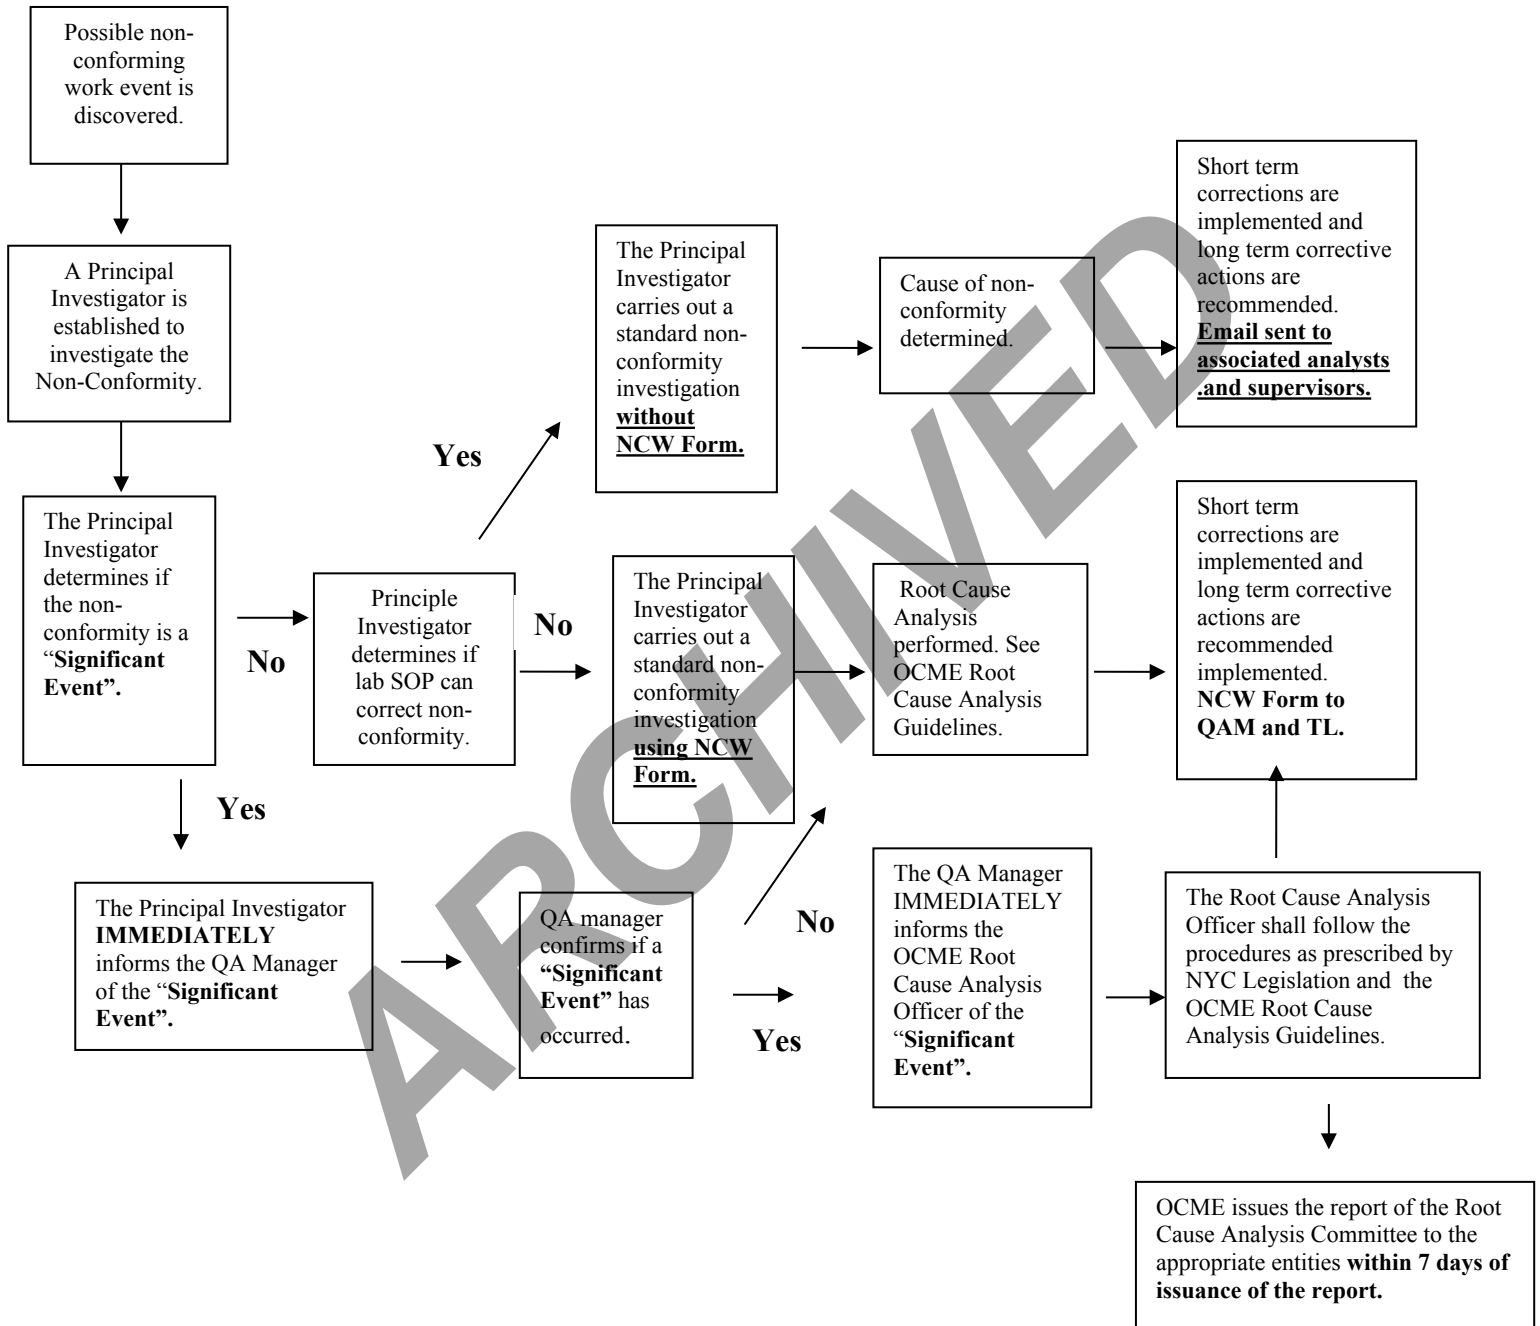 Possible non-
conforming
work event is
discovered.
A Principal
Investigator is
established to
investigate the
Non-Conformity.
The Principal
Investigator
determines if
the non-
conformity is a
“Significant
Event”.
No
Yes
Principle
Investigator
determines if
lab SOP can
correct non-
conformity.
Yes
No
The Principal
Investigator
carries out a
standard non-
conformity
investigation
without
NCW Form.
Cause of non-
conformity
determined.
Short term
corrections are
implemented and
long term corrective
actions are
recommended.
Email sent to
associated analysts
.and supervisors.
The Principal
Investigator
carries out a
standard non-
conformity
investigation
using NCW
Form.
Root Cause
Analysis
performed. See
OCME Root
Cause Analysis
Guidelines.
Short term
corrections are
implemented and
long term corrective
actions are
recommended
implemented.
NCW Form to
QAM and TL.
The Principal Investigator
IMMEDIATELY
informs the QA Manager
of the “Significant
Event”.
QA manager
confirms if a
“Significant
Event” has
occurred.
No
Yes
The QA Manager
IMMEDIATELY
informs the
OCME Root
Cause Analysis
Officer of the
“Significant
Event”.
The Root Cause Analysis
Officer shall follow the
procedures as prescribed by
NYC Legislation and the
OCME Root Cause
Analysis Guidelines.
OCME issues the report of the Root
Cause Analysis Committee to the
appropriate entities within 7 days of
issuance of the report.
ARCHIVED